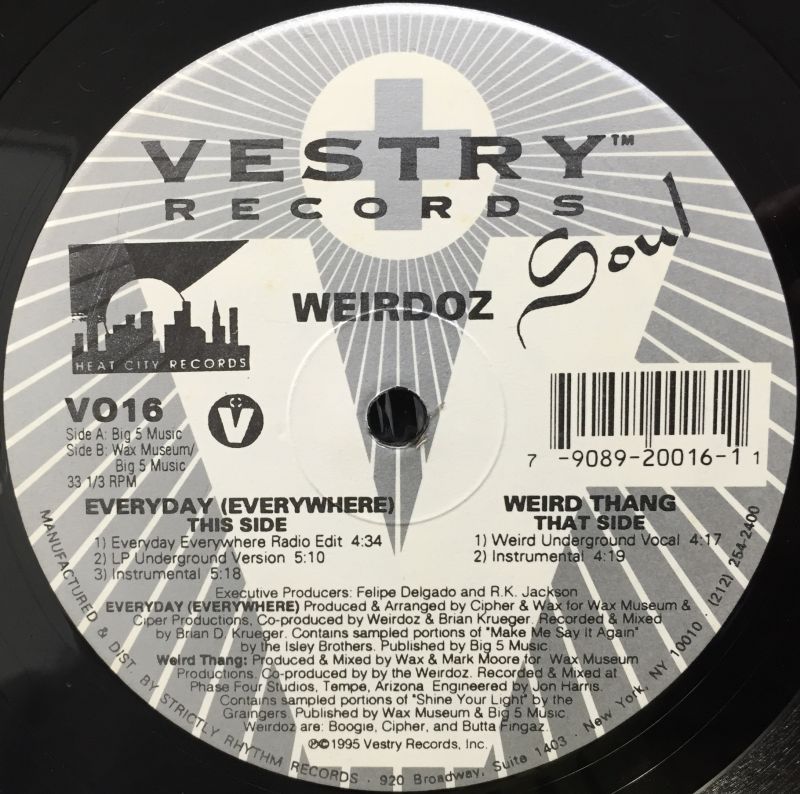 VESTRY™
RECORDS
Soul
HEAT CITY RECORDS
WEIRDOZ
VO16
Side A: Big 5 Music
Side B: Wax Museum/
Big 5 Music
33 1/3 RPM
V
7 -9089-20016-1 1
EVERYDAY (EVERYWHERE)
THIS SIDE
1) Everyday Everywhere Radio Edit 4:34
2) LP Underground Version 5:10
3) Instrumental 5:18
WEIRD THANG
THAT SIDE
1) Weird Underground Vocal 4:17
2) Instrumental 4:19
Executive Producers: Felipe Delgado and R.K. Jackson
EVERYDAY (EVERYWHERE) Produced & Arranged by Cipher & Wax for Wax Museum &
Ciper Productions, Co-produced by Weirdoz & Brian Krueger. Recorded & Mixed
by Brian D. Krueger. Contains sampled portions of "Make Me Say It Again"
by the Isley Brothers. Published by Big 5 Music
Weird Thang: Produced & Mixed by Wax & Mark Moore for Wax Museum
Productions. Co-produced by the Weirdoz. Recorded & Mixed at
Phase Four Studios, Tempe, Arizona Engineered by Jon Harris.
Contains sampled portions of "Shine Your Light" by the
Graingers Published by Wax Museum & Big 5 Music
Weirdoz are: Boogie, Cipher, and Butta Fingaz.
℗©1995 Vestry Records, Inc.
MANUFACTURED & DIST. BY STRICTLY RHYTHM RECORDS · 920 Broadway, Suite 1403 · New York, NY 10010 · (212) 254-2400